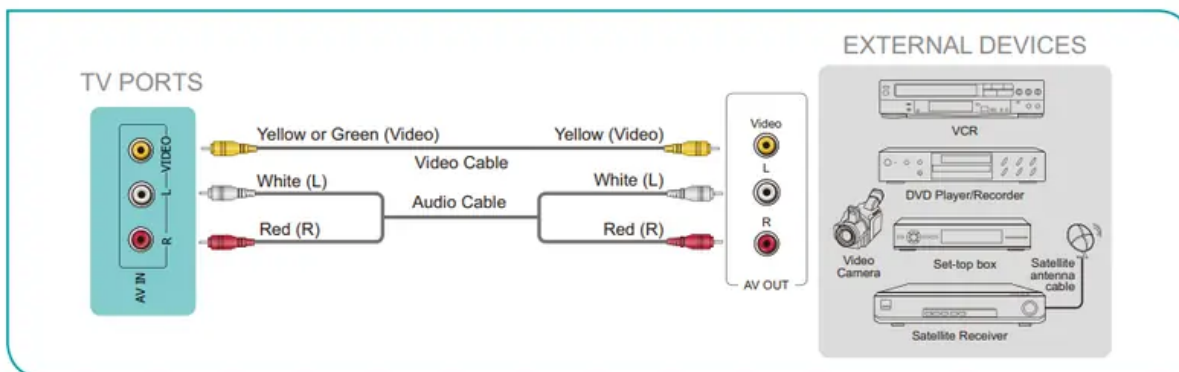 EXTERNAL DEVICES
TV PORTS
VIDEO
L
R
AV IN
Yellow or Green (Video)
Yellow (Video)
Video Cable
White (L)
White (L)
Audio Cable
Red (R)
Red (R)
Video
L
R
AV OUT
VCR
DVD Player/Recorder
Video
Camera
Set-top box
Satellite
antenna
cable
Satellite Receiver